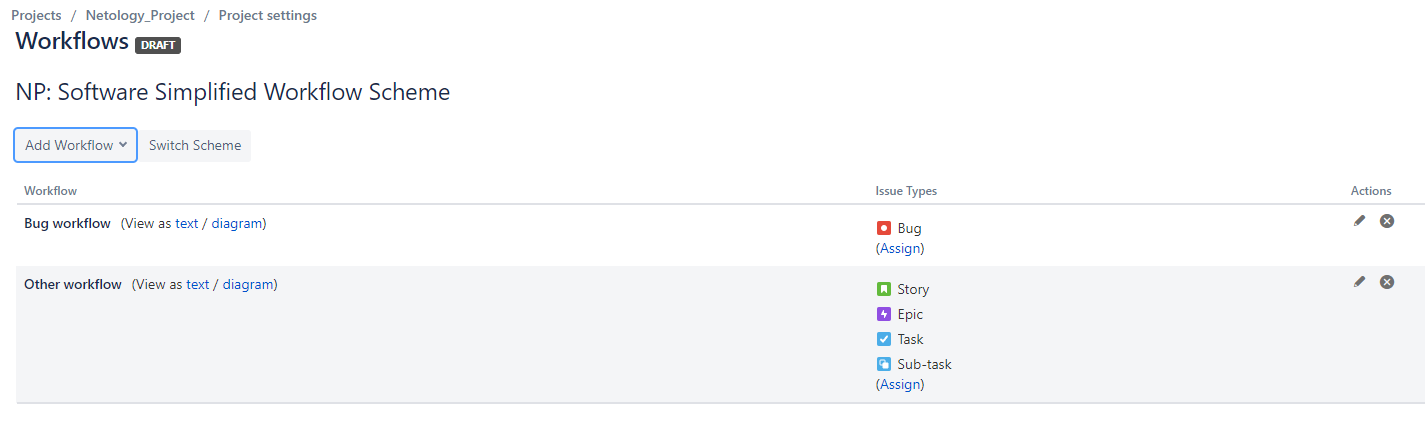 Projects / Netology_Project / Project settings
Workflows DRAFT
NP: Software Simplified Workflow Scheme
Add Workflow Switch Scheme
Workflow Issue Types Actions
Bug workflow (View as text / diagram) Bug
(Assign)
Other workflow (View as text / diagram) Story
Epic
Task
Sub-task
(Assign)